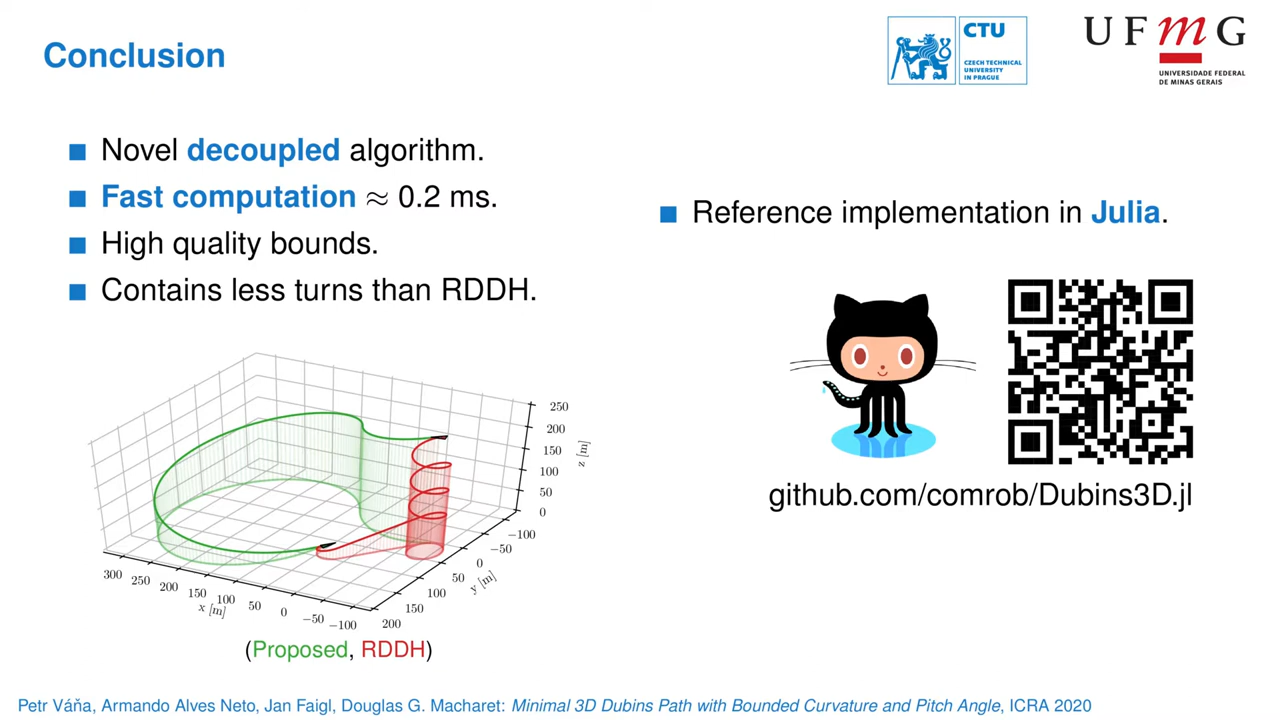 Conclusion
CTU
CZECH TECHNICAL
UNIVERSITY
IN PRAGUE
UFmG
UNIVERSIDADE FEDERAL
DE MINAS GERAIS
■ Novel decoupled algorithm.
■ Fast computation ≈ 0.2 ms.
■ High quality bounds.
■ Contains less turns than RDDH.
250
200
150
100
50
0
z [m]
−100
−50
0
50
100
150
200
y [m]
300
250
200
150
100
50
0
−50
−100
x [m]
(Proposed, RDDH)
■ Reference implementation in Julia.
github.com/comrob/Dubins3D.jl
Petr Váňa, Armando Alves Neto, Jan Faigl, Douglas G. Macharet: Minimal 3D Dubins Path with Bounded Curvature and Pitch Angle, ICRA 2020